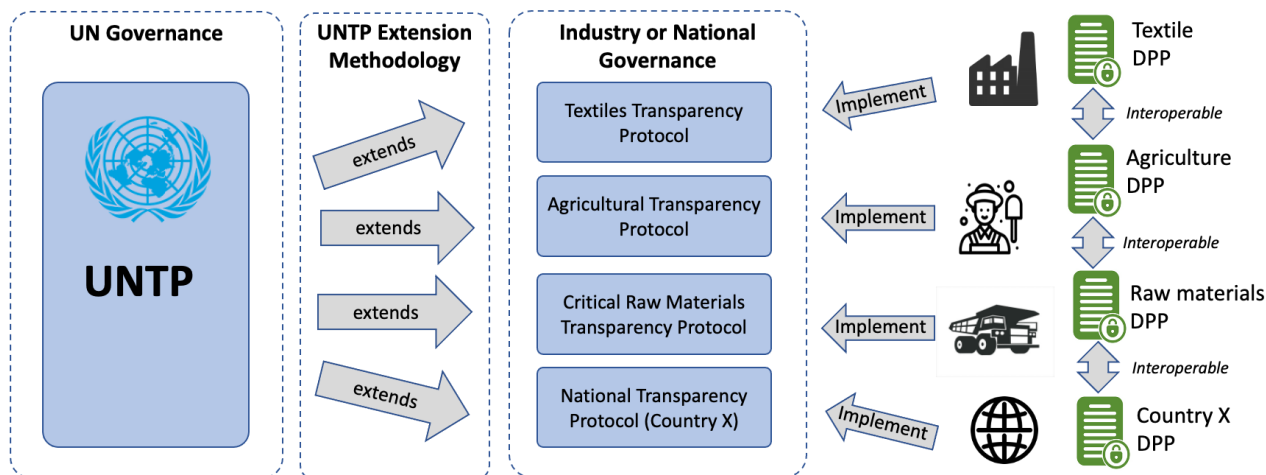 UN Governance
UNTP
UNTP Extension
Methodology
extends
extends
extends
extends
Industry or National
Governance
Textiles Transparency
Protocol
Agricultural Transparency
Protocol
Critical Raw Materials
Transparency Protocol
National Transparency
Protocol (Country X)
Implement
Implement
Implement
Implement
Textile
DPP
Interoperable
Agriculture
DPP
Interoperable
Raw materials
DPP
Interoperable
Country X
DPP